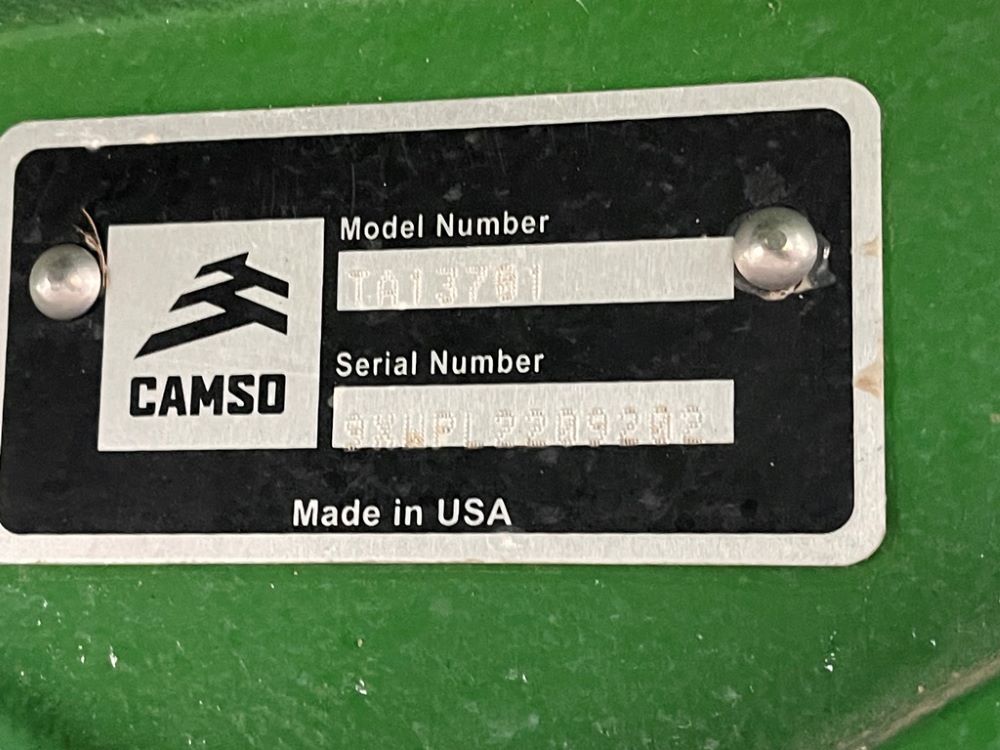 Model Number
TA13701
CAMSO
Serial Number
Made in USA